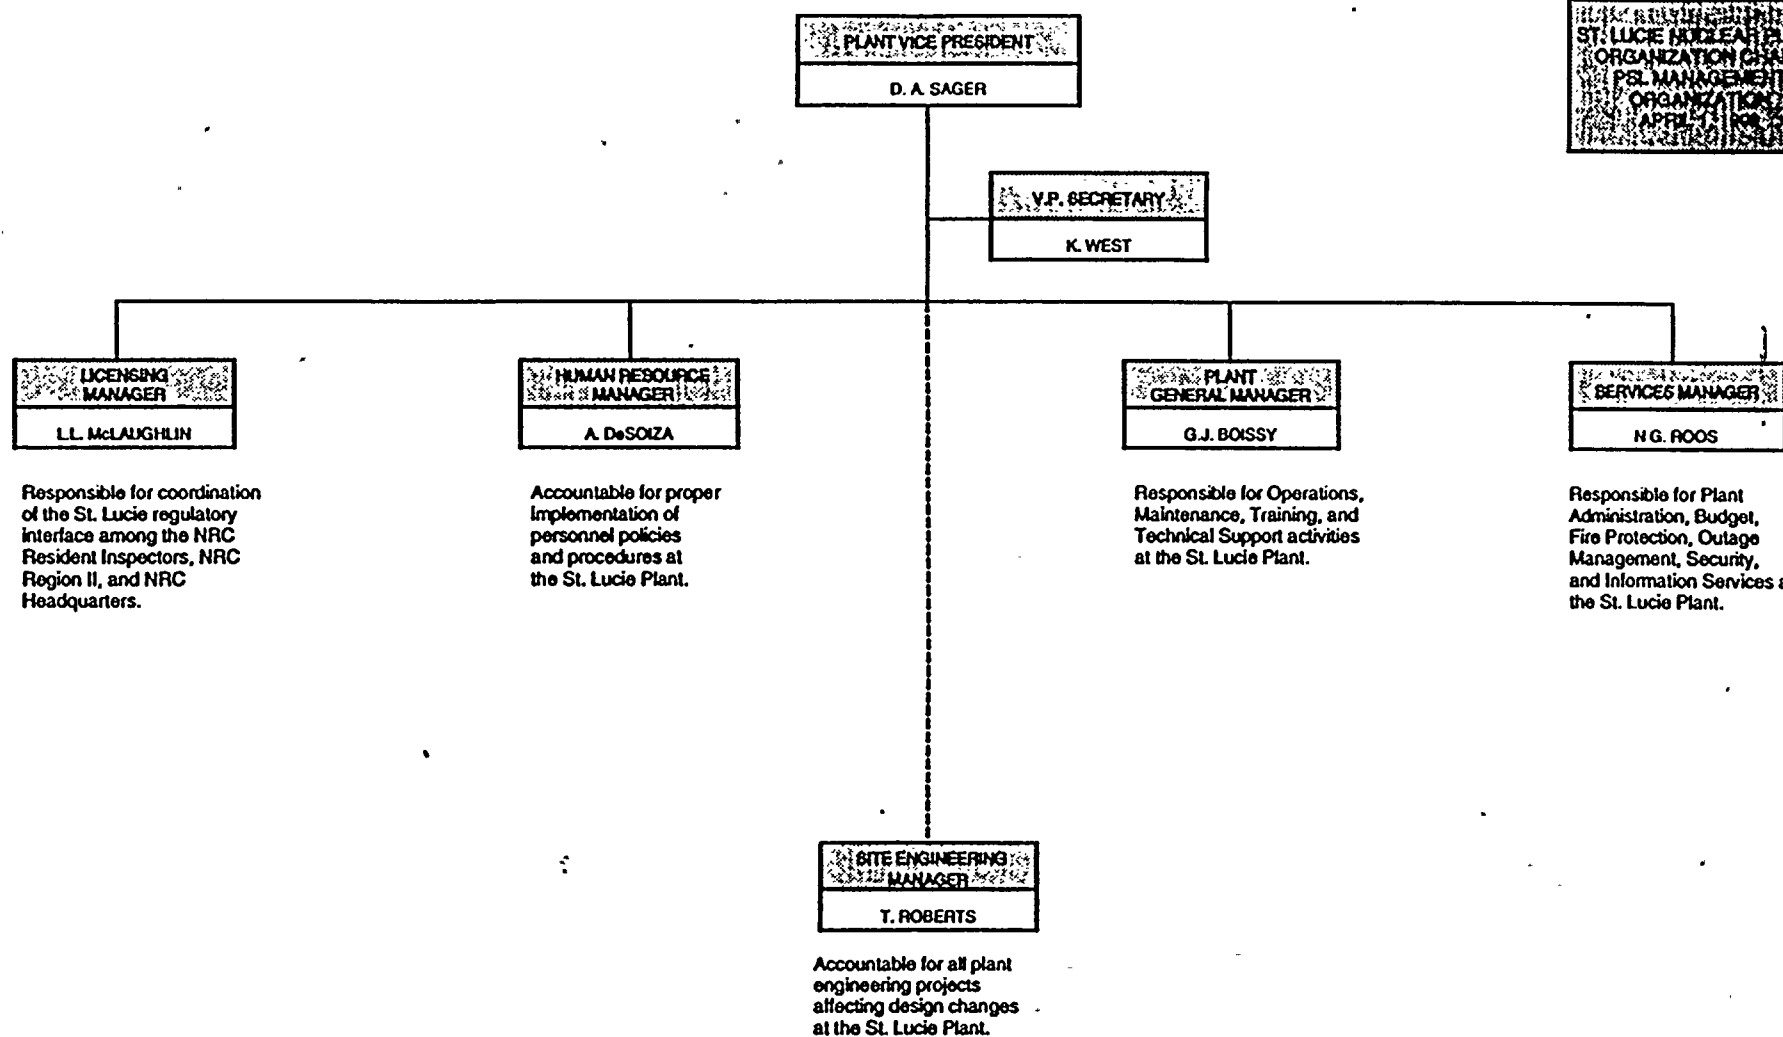 PLANT VICE PRESIDENT
D. A. SAGER
ST. LUCIE NUCLEAR
ORGANIZATION
PSL MANAGEMENT
ORGANIZATION
APRIL 1,
V.P. SECRETARY
K. WEST
LICENSING
MANAGER
L.L. McLAUGHLIN
Responsible for coordination
of the St. Lucie regulatory
interface among the NRC
Resident Inspectors, NRC
Region II, and NRC
Headquarters.
HUMAN RESOURCE
MANAGER
A. DeSOIZA
Accountable for proper
Implementation of
personnel policies
and procedures at
the St. Lucie Plant.
PLANT
GENERAL MANAGER
G.J. BOISSY
Responsible for Operations,
Maintenance, Training, and
Technical Support activities
at the St. Lucie Plant.
SERVICES MANAGER
N G. ROOS
Responsible for Plant
Administration, Budget,
Fire Protection, Outage
Management, Security,
and Information Services
the St. Lucie Plant.
SITE ENGINEERING
MANAGER
T. ROBERTS
Accountable for all plant
engineering projects
affecting design changes
at the St. Lucie Plant.